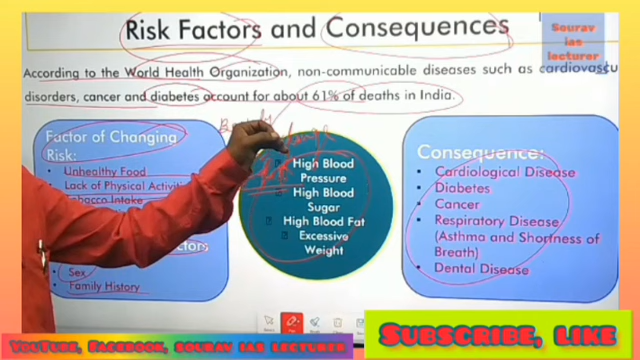 Risk Factors and Consequences
Sourav
ias
lecturer
According to the World Health Organization, non-communicable diseases such as cardiovascu
disorders, cancer and diabetes account for about 61% of deaths in India.
Factor of Changing
Risk:
Unhealthy Food
Lack of Physical Activit
Tobacco Intake
Sex
Family History
High Blood
Pressure
High Blood
Sugar
High Blood Fat
Excessive
Weight
Consequence:
Cardiological Disease
Diabetes
Cancer
Respiratory Disease
(Asthma and Shortness of
Breath)
Dental Disease
YouTube, Facebook, sourav ias lecturer
Subscribe, like